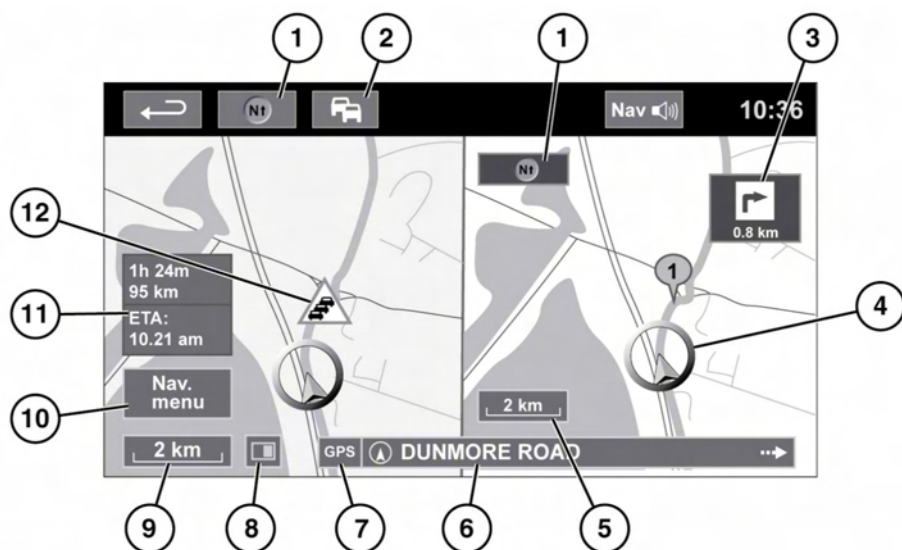 1
2
1
3
Nt
Nav
10:36
Nt
0.8 km
12
1h 24m
95 km
1
11
ETA:
10.21 am
4
Nav.
menu
10
2 km
2 km
GPS
DUNMORE ROAD
9
8
7
6
5